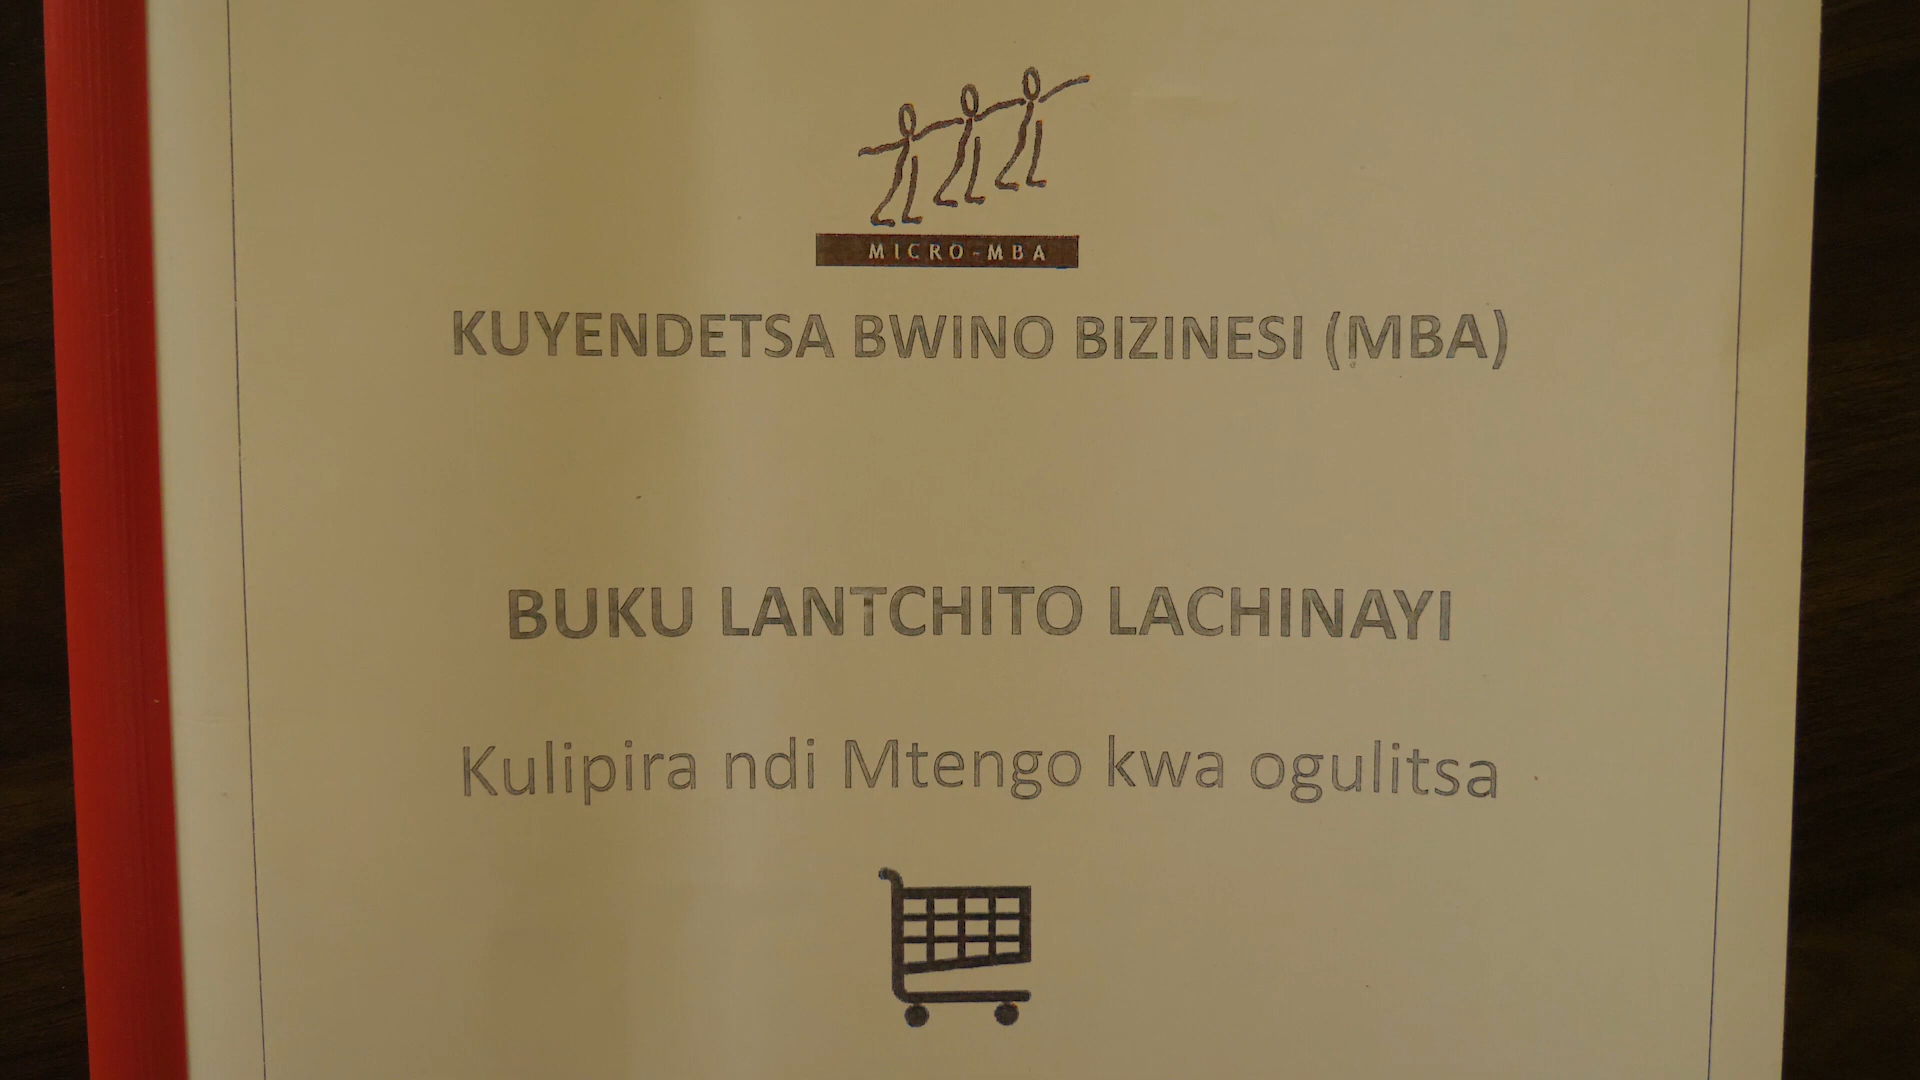 MICRO-MBA
KUYENDETSA BWINO BIZINESI (MBA)
BUKU LANTCHITO LACHINAYI
Kulipira ndi Mtengo kwa ogulitsa